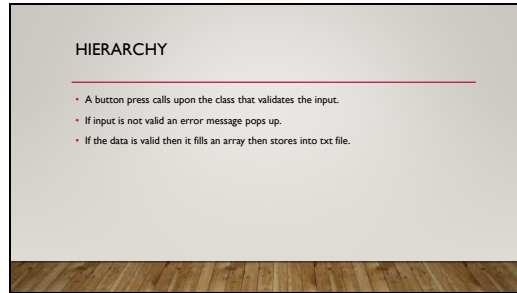 HIERARCHY
• A button press calls upon the class that validates the input.
• If input is not valid an error message pops up.
• If the data is valid then it fills an array then stores into txt file.